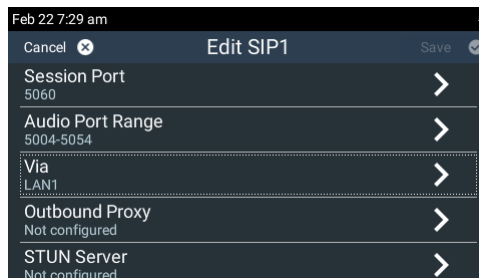 Feb 22 7:29 am
Cancel Edit SIP1 Save
Session Port
5060
Audio Port Range
5004-5054
Via
LAN1
Outbound Proxy
Not configured
STUN Server
Not configured